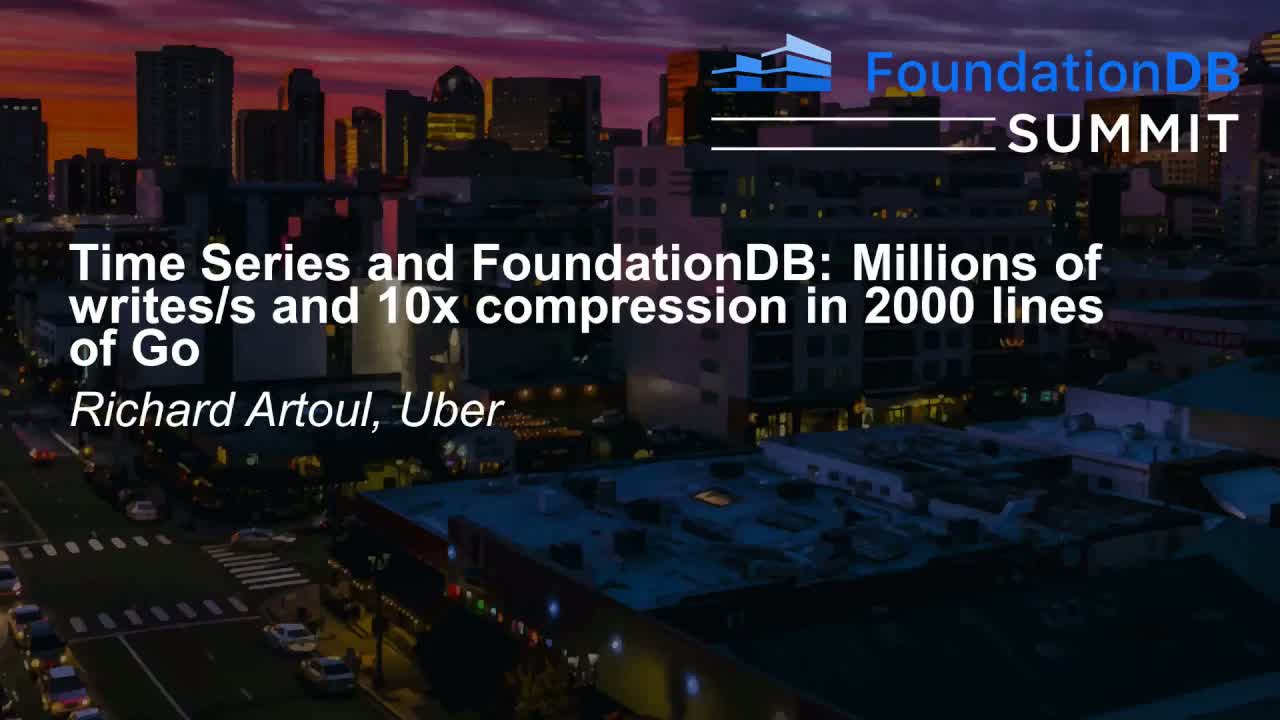 FoundationDB
SUMMIT
Time Series and FoundationDB: Millions of
writes/s and 10x compression in 2000 lines
of Go
Richard Artoul, Uber